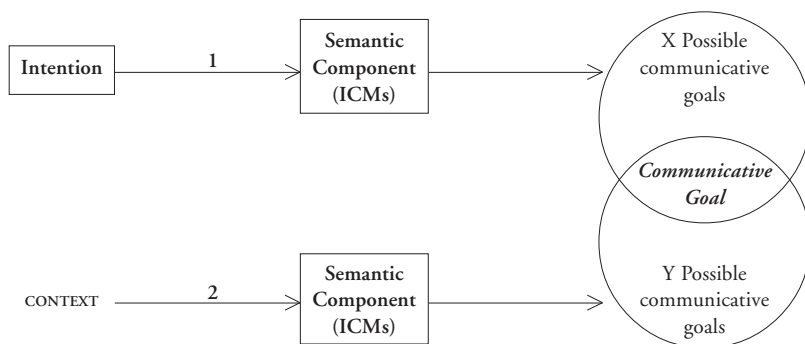 Intention
1
Semantic
Component
(ICMs)
X Possible
communicative
goals
Communicative
Goal
CONTEXT
2
Semantic
Component
(ICMs)
Y Possible
communicative
goals